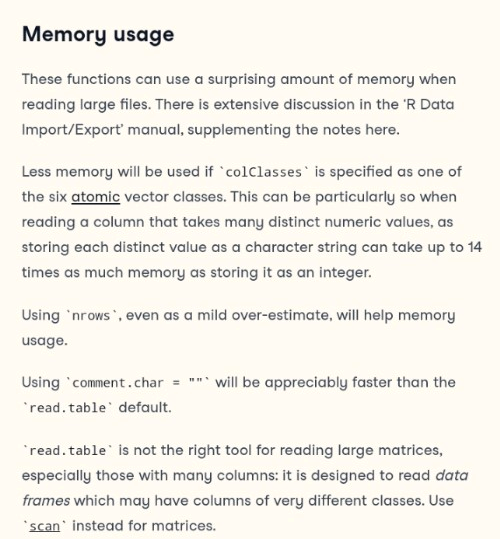 Memory usage
These functions can use a surprising amount of memory when
reading large files. There is extensive discussion in the ‘R Data
Import/Export’ manual, supplementing the notes here.
Less memory will be used if `colClasses` is specified as one of
the six atomic vector classes. This can be particularly so when
reading a column that takes many distinct numeric values, as
storing each distinct value as a character string can take up to 14
times as much memory as storing it as an integer.
Using `nrows`, even as a mild over-estimate, will help memory
usage.
Using `comment.char = ""` will be appreciably faster than the
`read.table` default.
`read.table` is not the right tool for reading large matrices,
especially those with many columns: it is designed to read data
frames which may have columns of very different classes. Use
`scan` instead for matrices.